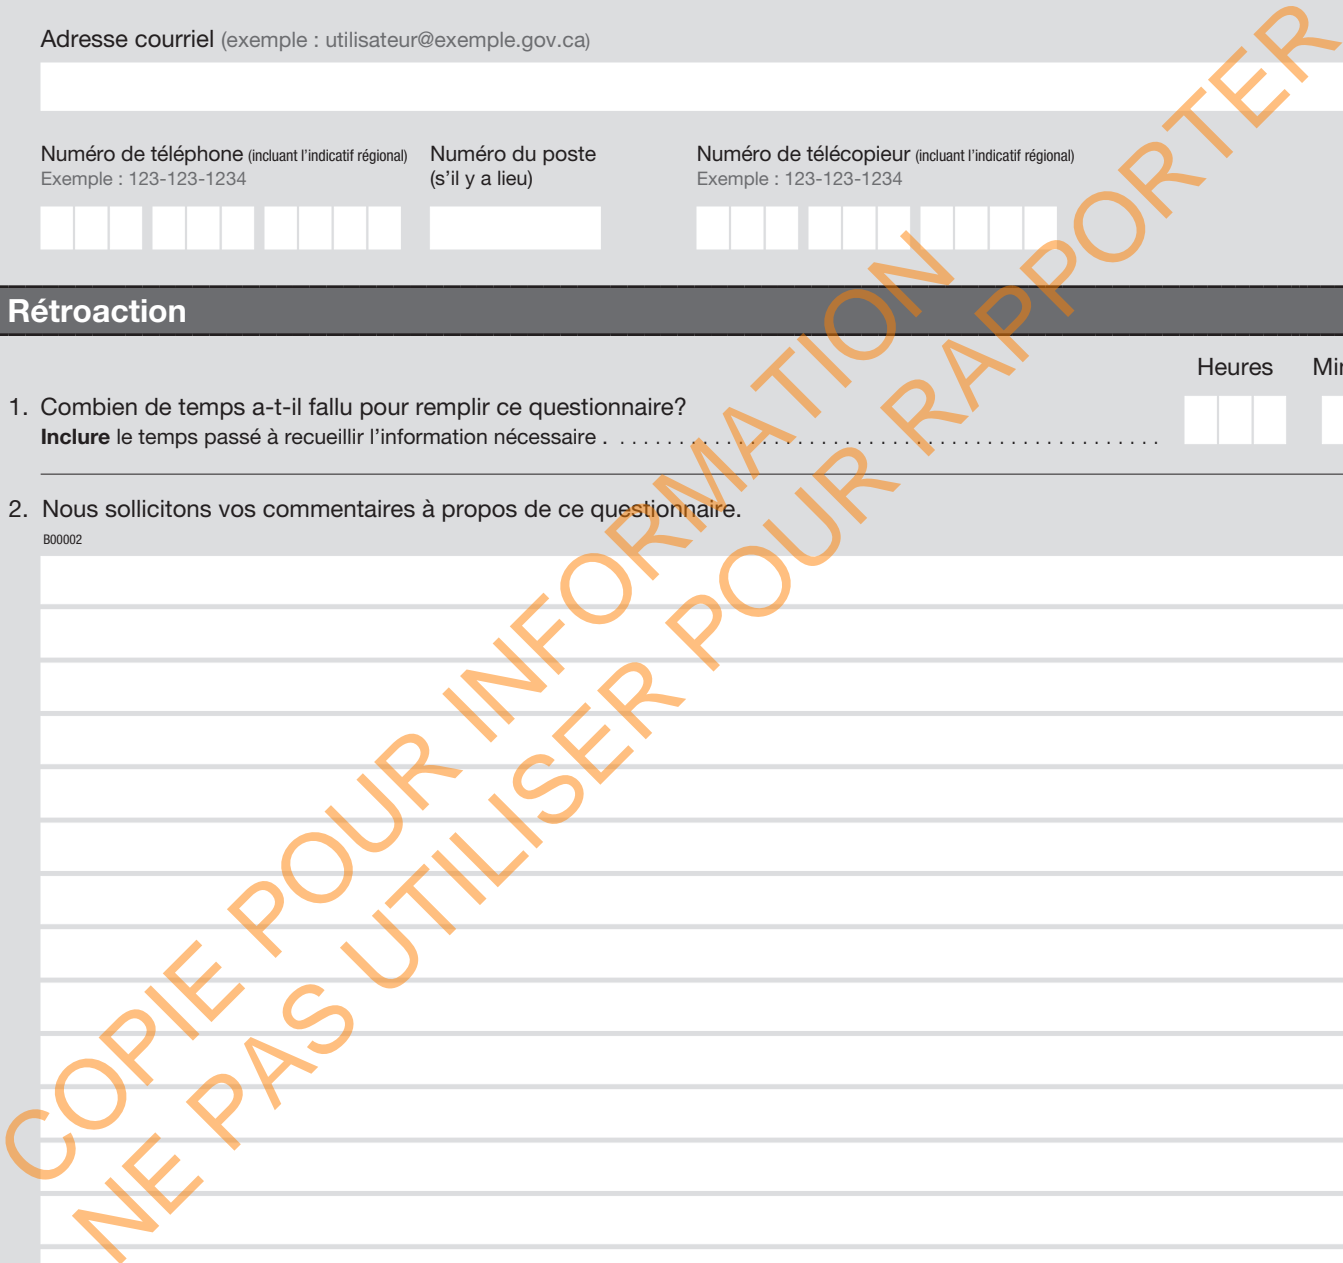 Adresse courriel (exemple : utilisateur@exemple.gov.ca)
Numéro de téléphone (incluant l'indicatif régional) Numéro du poste Numéro de télécopieur (incluant l'indicatif régional)
Exemple : 123-123-1234 (s'il y a lieu) Exemple : 123-123-1234
Rétroaction
Heures
1. Combien de temps a-t-il fallu pour remplir ce questionnaire?
Inclure le temps passé à recueillir l'information nécessaire . . . . . . . . . . . . . . . . . . . . . . . . . . . . . . . . . . . . . . . . . .
2. Nous sollicitons vos commentaires à propos de ce questionnaire.
B00002
COPIE POUR INFORMATION
NE PAS UTILISER POUR RAPPORTER